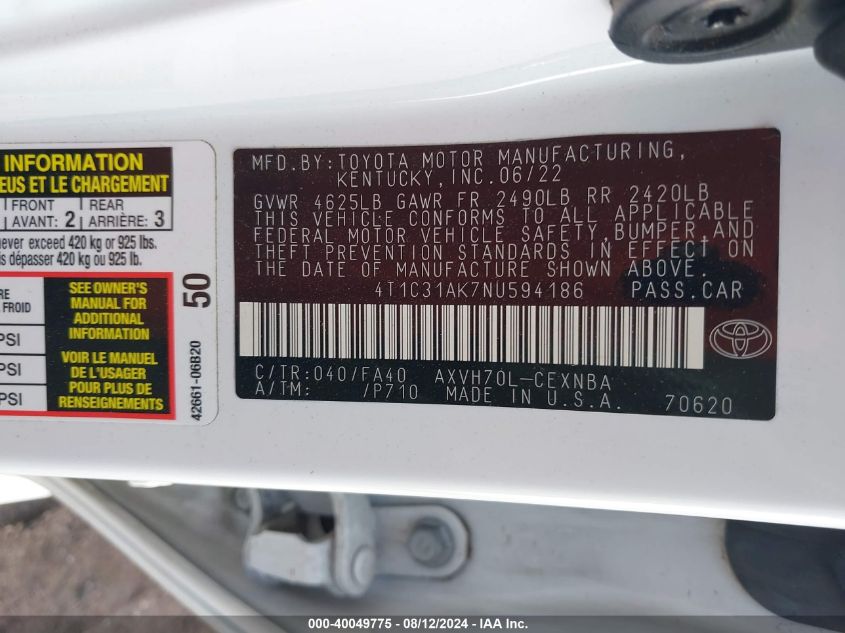 INFORMATION
EUS ET LE CHARGEMENT
FRONT REAR
AVANT: 2 ARRIÈRE: 3
never exceed 420 kg or 925 lbs.
dépasser 420 kg ou 925 lb.
FROID
SEE OWNER'S
MANUAL FOR
ADDITIONAL
INFORMATION
PSI
VOIR LE MANUEL
DE L'USAGER
POUR PLUS DE
RENSEIGNEMENTS
PSI
PSI
50
42661-06B20
MFD.BY:TOYOTA MOTOR MANUFACTURING,
KENTUCKY,INC.06/22
GVWR 4625LB GAWR FR 2490LB RR 2420LB
THIS VEHICLE CONFORMS TO ALL APPLICABLE
FEDERAL MOTOR VEHICLE SAFETY,BUMPER,AND
THEFT PREVENTION STANDARDS IN EFFECT ON
THE DATE OF MANUFACTURE SHOWN ABOVE.
4T1C31AK7NU594186 PASS.CAR
C/TR:040/FA40 AXVH70L-CEXNBA
A/TM: /P710 MADE IN U.S.A. 70620
000-40049775 - 08/12/2024 - IAA Holdings, LLC.